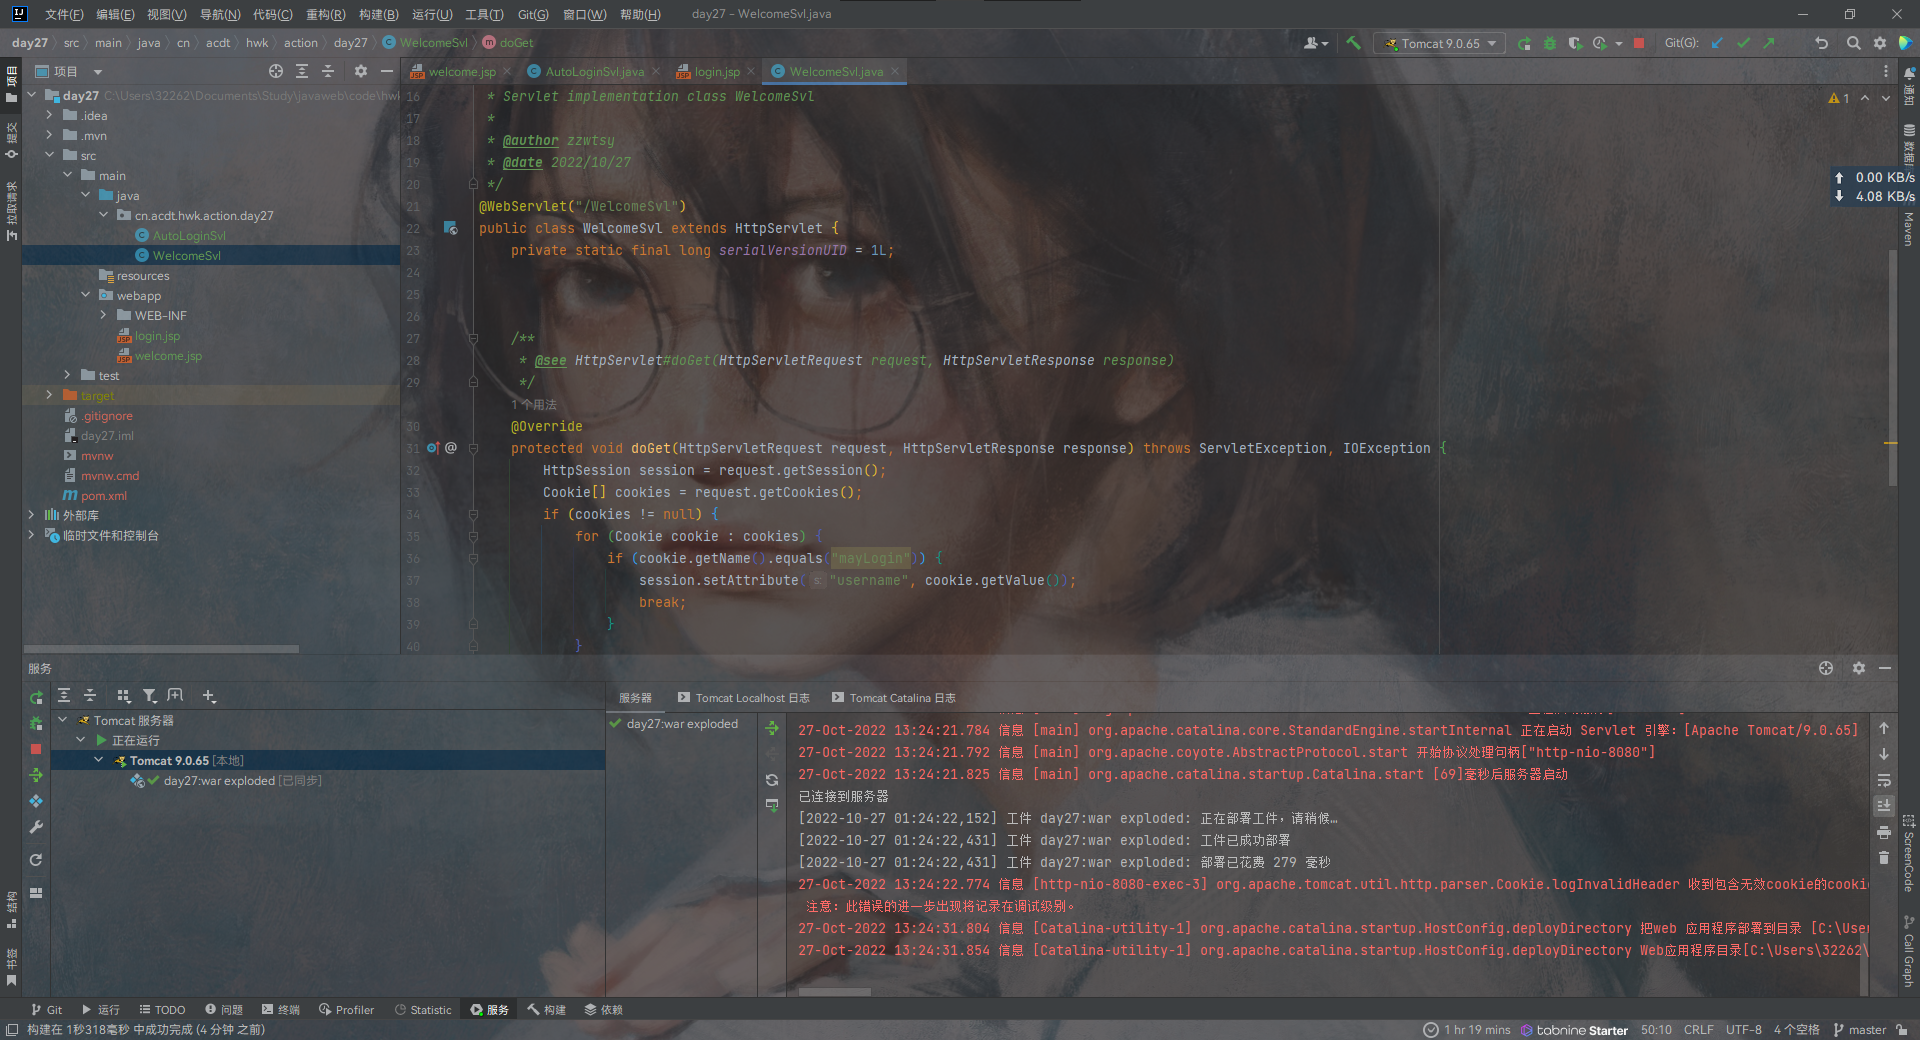 文件(F) 编辑(E) 视图(V) 导航(N) 代码(C) 重构(R) 构建(B) 运行(U) 工具(T) Git(G) 窗口(W) 帮助(H) day27 - WelcomeSvl.java
day27 src main java cn acdt hwk action day27 WelcomeSvl doGet
Tomcat 9.0.65
Git(G):
项目
提交
拉取请求
结构
书签
项目
day27 C:\Users\32262\Documents\Study\javaweb\code\hwk
.idea
.mvn
src
main
java
cn.acdt.hwk.action.day27
AutoLoginSvl
WelcomeSvl
resources
webapp
WEB-INF
login.jsp
welcome.jsp
test
target
.gitignore
day27.iml
mvnw
mvnw.cmd
pom.xml
外部库
临时文件和控制台
welcome.jsp AutoLoginSvl.java login.jsp WelcomeSvl.java
1
16 * Servlet implementation class WelcomeSvl
17 *
18 * @author zzwtsy
19 * @date 2022/10/27
20 */
21 @WebServlet("/WelcomeSvl")
22 public class WelcomeSvl extends HttpServlet {
23 private static final long serialVersionUID = 1L;
24
25
26
27 /**
28 * @see HttpServlet#doGet(HttpServletRequest request, HttpServletResponse response)
29 */
1 个用法
30 @Override
31 @ protected void doGet(HttpServletRequest request, HttpServletResponse response) throws ServletException, IOException {
32 HttpSession session = request.getSession();
33 Cookie[] cookies = request.getCookies();
34 if (cookies != null) {
35 for (Cookie cookie : cookies) {
36 if (cookie.getName().equals("mayLogin")) {
37 session.setAttribute( s: "username", cookie.getValue());
38 break;
39 }
40 }
通知
数据
0.00 KB/s
4.08 KB/s
Maven
ScreenCode
Call Graph
服务
Tomcat 服务器
正在运行
Tomcat 9.0.65 [本地]
day27:war exploded [已同步]
服务器 Tomcat Localhost 日志 Tomcat Catalina 日志
day27:war exploded
27-Oct-2022 13:24:21.784 信息 [main] org.apache.catalina.core.StandardEngine.startInternal 正在启动 Servlet 引擎：[Apache Tomcat/9.0.65]
27-Oct-2022 13:24:21.792 信息 [main] org.apache.coyote.AbstractProtocol.start 开始协议处理句柄["http-nio-8080"]
27-Oct-2022 13:24:21.825 信息 [main] org.apache.catalina.startup.Catalina.start [69]毫秒后服务器启动
已连接到服务器
[2022-10-27 01:24:22,152] 工件 day27:war exploded: 正在部署工件，请稍候…
[2022-10-27 01:24:22,431] 工件 day27:war exploded: 工件已成功部署
[2022-10-27 01:24:22,431] 工件 day27:war exploded: 部署已花费 279 毫秒
27-Oct-2022 13:24:22.774 信息 [http-nio-8080-exec-3] org.apache.tomcat.util.http.parser.Cookie.logInvalidHeader 收到包含无效cookie的cooki
注意：此错误的进一步出现将记录在调试级别。
27-Oct-2022 13:24:31.804 信息 [Catalina-utility-1] org.apache.catalina.startup.HostConfig.deployDirectory 把web 应用程序部署到目录 [C:\User
27-Oct-2022 13:24:31.854 信息 [Catalina-utility-1] org.apache.catalina.startup.HostConfig.deployDirectory Web应用程序目录[C:\Users\32262\
Git 运行 TODO 问题 终端 Profiler Statistic 服务 构建 依赖
构建在 1秒318毫秒 中成功完成 (4 分钟 之前) 1 hr 19 mins tabnine Starter 50:10 CRLF UTF-8 4 个空格 master